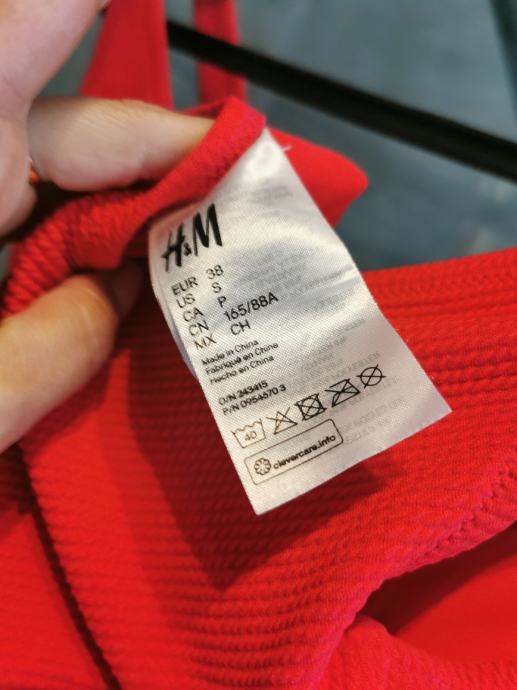 H&M
EUR 38
US S
CA P
CN 165/88A
MX CH
Made in China
Fabriqué en Chine
Hecho en China
O/N 243415
P/N 0954570 3
40
clevercare.info